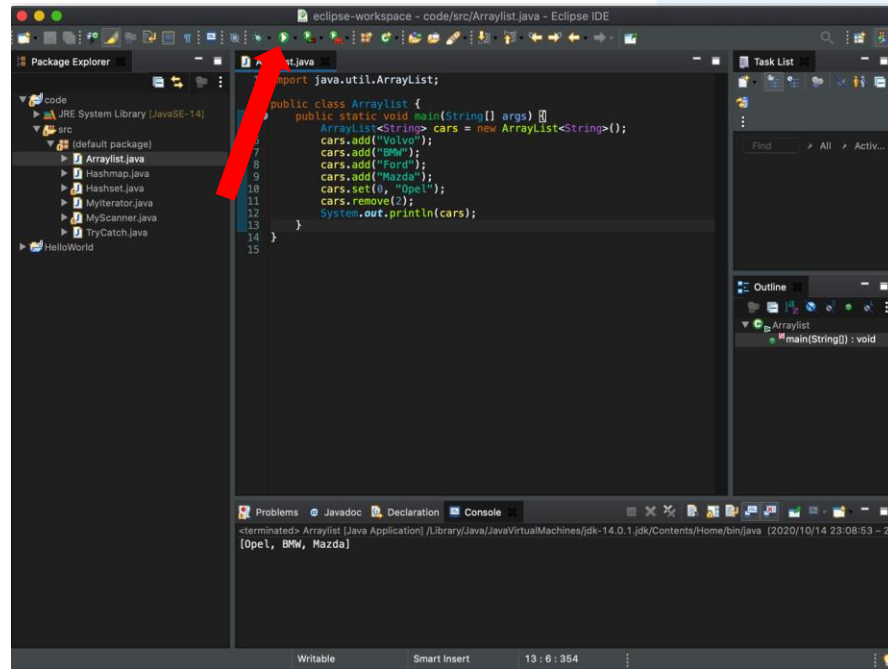 eclipse-workspace - code/src/Arraylist.java - Eclipse IDE
Package Explorer
code
JRE System Library [JavaSE-14]
src
(default package)
Arraylist.java
Hashmap.java
Hashset.java
MyIterator.java
MyScanner.java
TryCatch.java
HelloWorld
import java.util.ArrayList;
public class Arraylist {
public static void main(String[] args) {
ArrayList<String> cars = new ArrayList<String>();
cars.add("Volvo");
7 cars.add("BMW");
8 cars.add("Ford");
9 cars.add("Mazda");
10 cars.set(0, "Opel");
11 cars.remove(2);
12 System.out.println(cars);
13 }
14 }
15
Task List
Find All Activ...
Outline
Arraylist
main(String[]) : void
Problems Javadoc Declaration Console
<terminated> Arraylist [Java Application] /Library/Java/JavaVirtualMachines/jdk-14.0.1.jdk/Contents/Home/bin/java (2020/10/14 23:08:53 – 2
[Opel, BMW, Mazda]
Writable Smart Insert 13 : 6 : 354